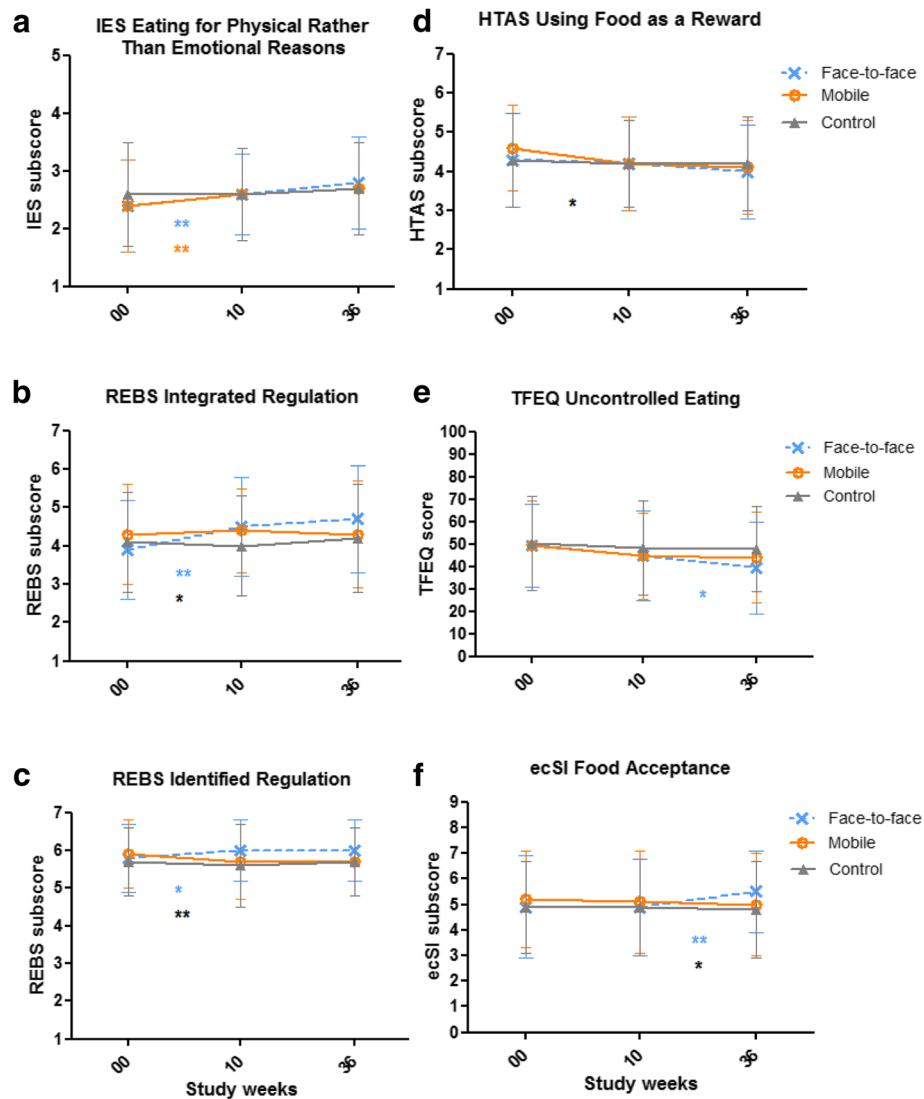 a
IES Eating for Physical Rather
Than Emotional Reasons
IES subscore
5
4
3
2
1
**
**
00
10
36
d
HTAS Using Food as a Reward
HTAS subscore
7
6
5
4
3
2
1
*
00
10
36
Face-to-face
Mobile
Control
b
REBS Integrated Regulation
REBS subscore
7
6
5
4
3
2
1
**
*
00
10
36
e
TFEQ Uncontrolled Eating
TFEQ score
100
90
80
70
60
50
40
30
20
10
0
*
00
10
36
Face-to-face
Mobile
Control
c
REBS Identified Regulation
REBS subscore
7
6
5
4
3
2
1
*
**
00
10
36
Study weeks
f
ecSI Food Acceptance
ecSI subscore
9
8
7
6
5
4
3
2
1
0
**
*
00
10
36
Study weeks
Face-to-face
Mobile
Control